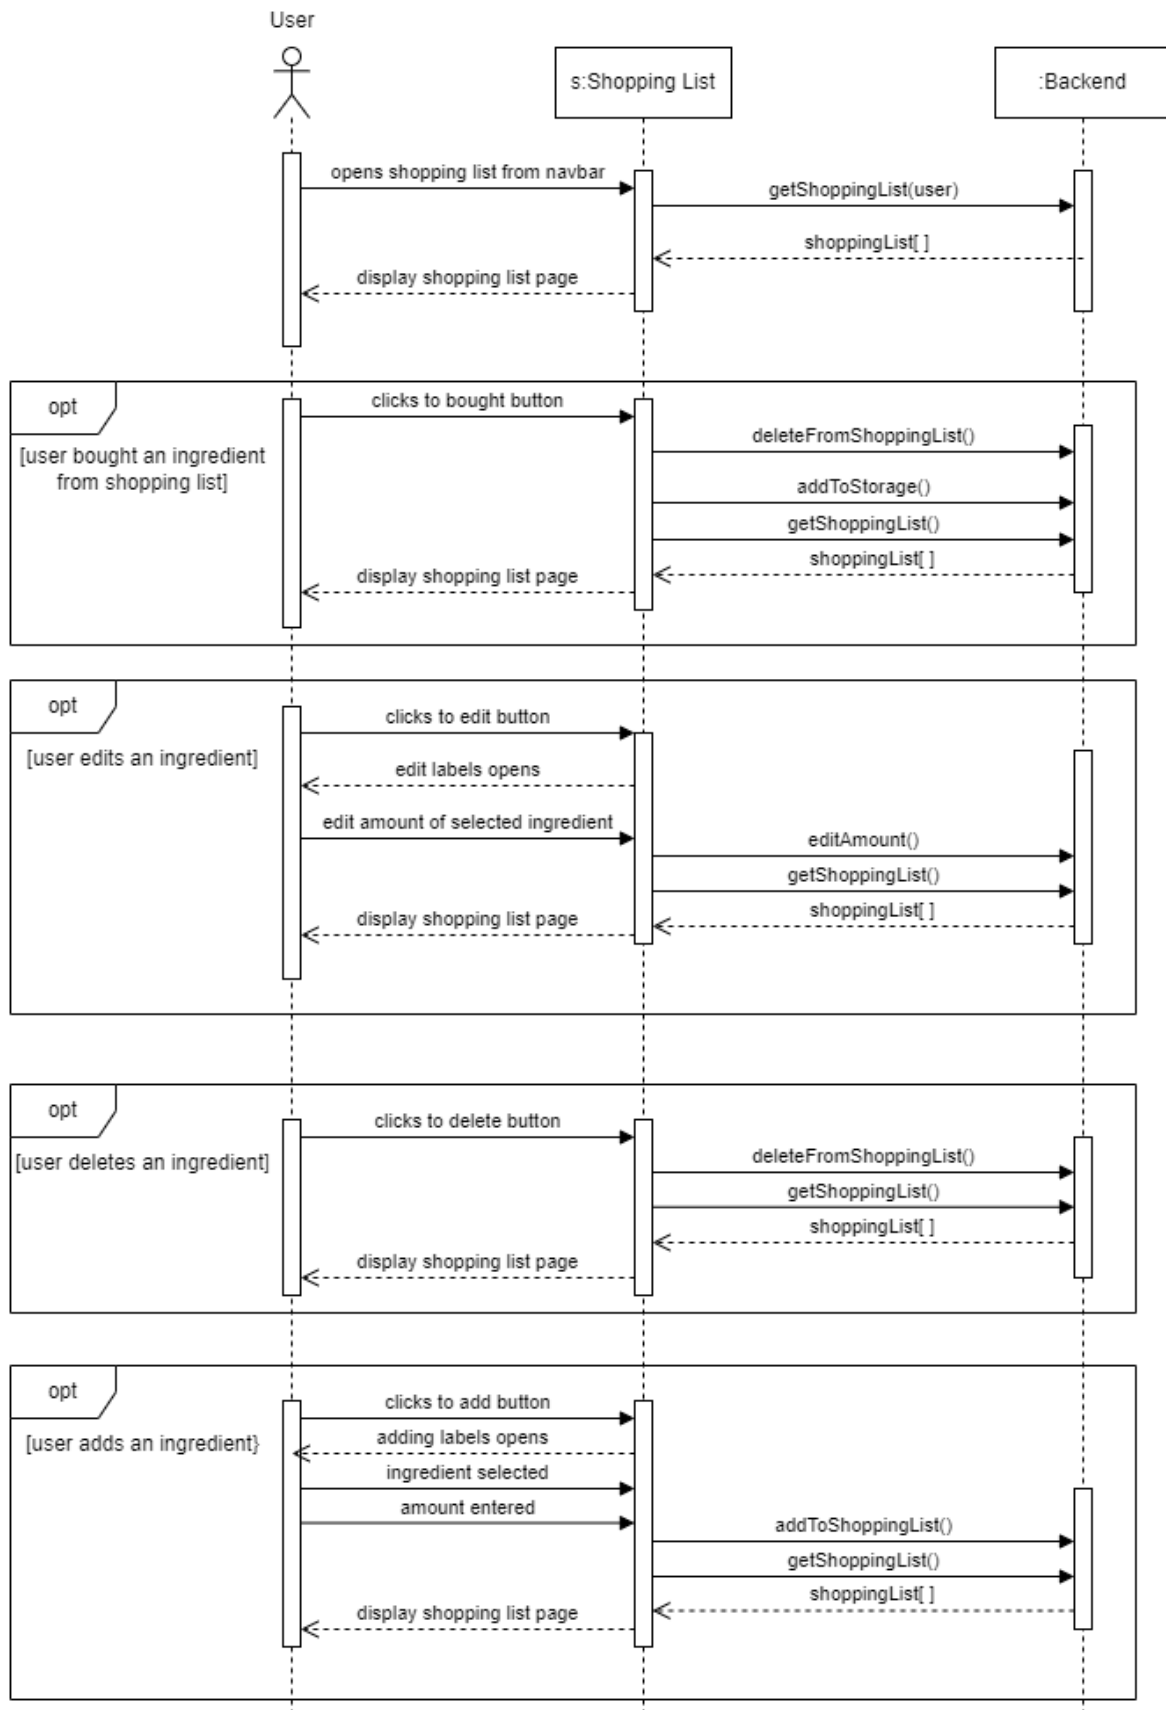 User
s:Shopping List
:Backend
opens shopping list from navbar
getShoppingList(user)
shoppingList[ ]
display shopping list page
opt
clicks to bought button
[user bought an ingredient
from shopping list]
deleteFromShoppingList()
addToStorage()
getShoppingList()
shoppingList[ ]
display shopping list page
opt
clicks to edit button
[user edits an ingredient]
edit labels opens
edit amount of selected ingredient
editAmount()
getShoppingList()
shoppingList[ ]
display shopping list page
opt
clicks to delete button
[user deletes an ingredient]
deleteFromShoppingList()
getShoppingList()
shoppingList[ ]
display shopping list page
opt
clicks to add button
[user adds an ingredient}
adding labels opens
ingredient selected
amount entered
addToShoppingList()
getShoppingList()
shoppingList[ ]
display shopping list page